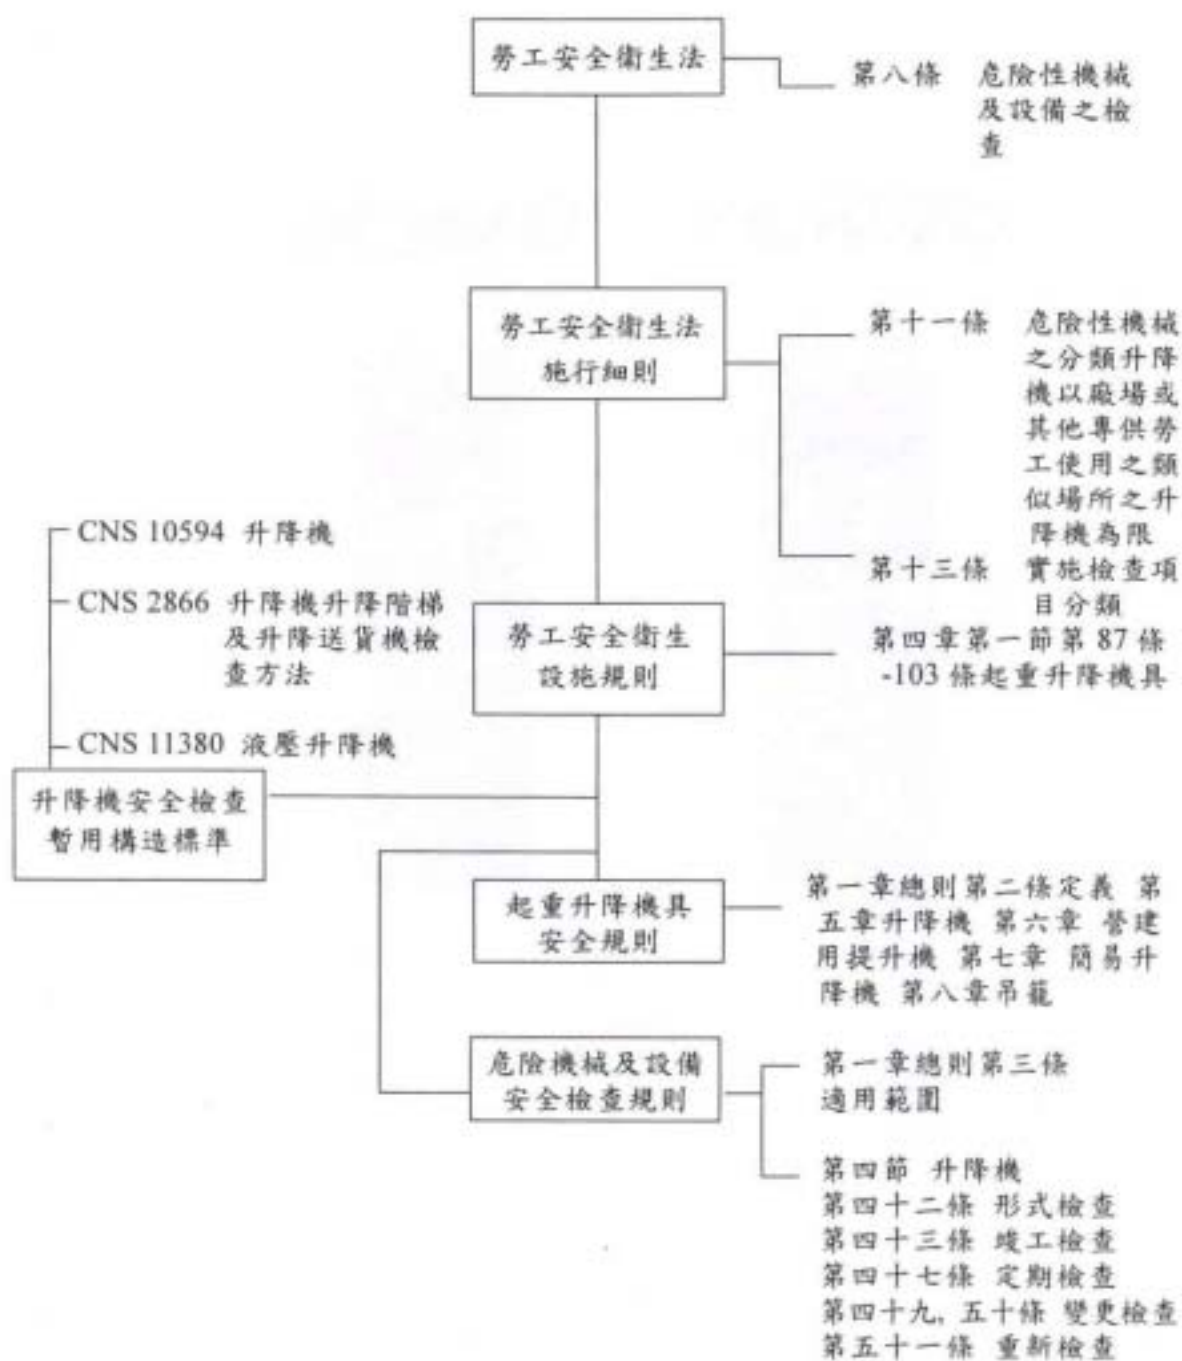 勞工安全衛生法
第八條 危險性機械
及設備之檢
查
勞工安全衛生法
施行細則
第十一條 危險性機械
之分類升降
機以廠場或
其他專供勞
工使用之類
似場所之升
降機為限
第十三條 實施檢查項
目分類
CNS 10594 升降機
CNS 2866 升降機升降階梯
及升降送貨機檢
查方法
CNS 11380 液壓升降機
勞工安全衛生
設施規則
第四章第一節第 87 條
-103 條起重升降機具
升降機安全檢查
暫用構造標準
起重升降機具
安全規則
第一章總則第二條定義 第
五章升降機 第六章 營建
用提升機 第七章 簡易升
降機 第八章吊籠
危險機械及設備
安全檢查規則
第一章總則第三條
適用範圍
第四節 升降機
第四十二條 形式檢查
第四十三條 竣工檢查
第四十七條 定期檢查
第四十九, 五十條 變更檢查
第五十一條 重新檢查